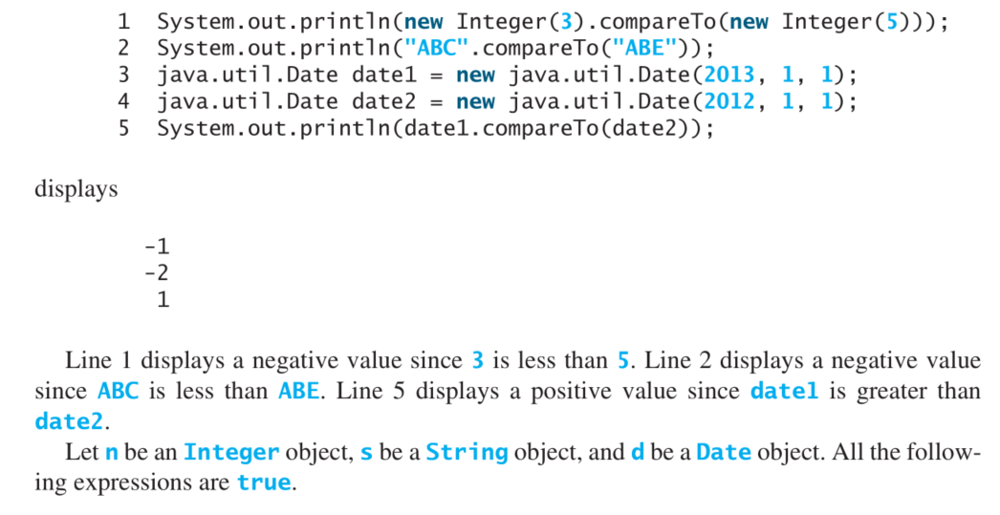 1 System.out.println(new Integer(3).compareTo(new Integer(5)));
2 System.out.println("ABC".compareTo("ABE"));
3 java.util.Date date1 = new java.util.Date(2013, 1, 1);
4 java.util.Date date2 = new java.util.Date(2012, 1, 1);
5 System.out.println(date1.compareTo(date2));
displays
-1
-2
1
Line 1 displays a negative value since 3 is less than 5. Line 2 displays a negative value
since ABC is less than ABE. Line 5 displays a positive value since date1 is greater than
date2.
Let n be an Integer object, s be a String object, and d be a Date object. All the follow-
ing expressions are true.